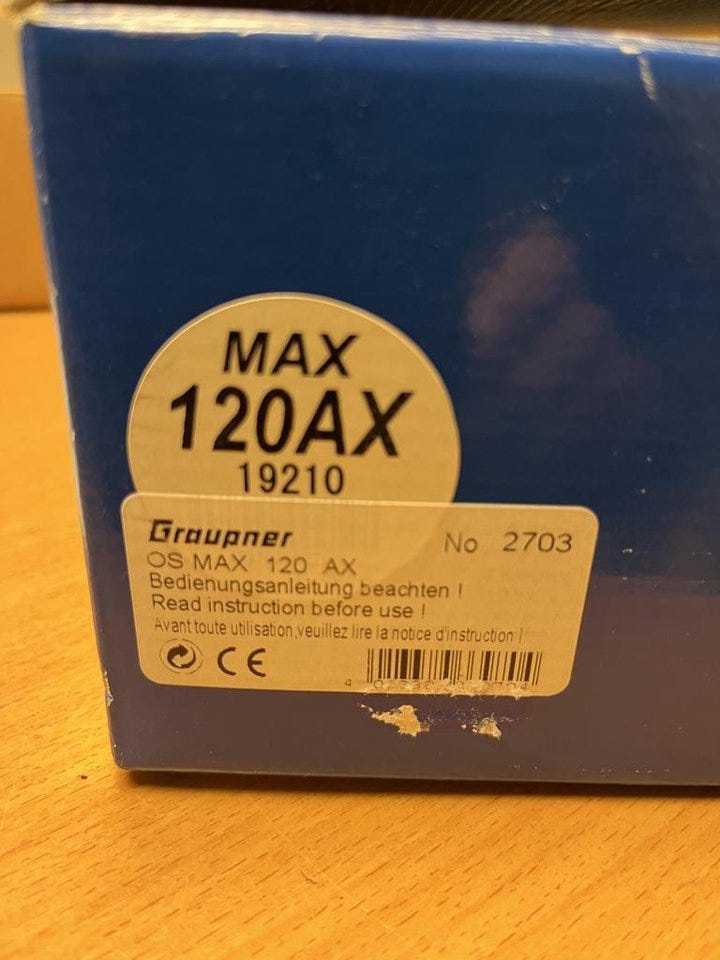 MAX
120AX
19210
Graupner No 2703
OS MAX 120 AX
Bedienungsanleitung beachten !
Read instruction before use !
Avant toute utilisation,veuillez lire la notice d'instruction !
CE